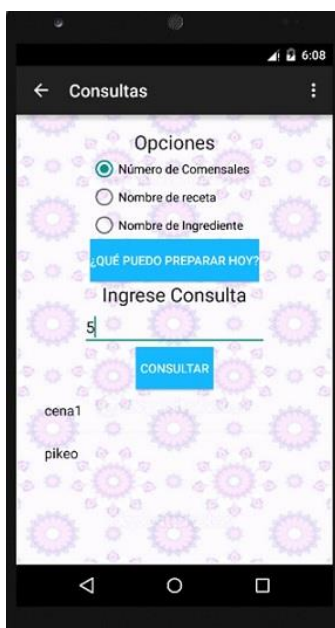 6:08
Consultas
Opciones
Número de Comensales
Nombre de receta
Nombre de Ingrediente
¿QUÉ PUEDO PREPARAR HOY?
Ingrese Consulta
5
CONSULTAR
cena1
pikeo